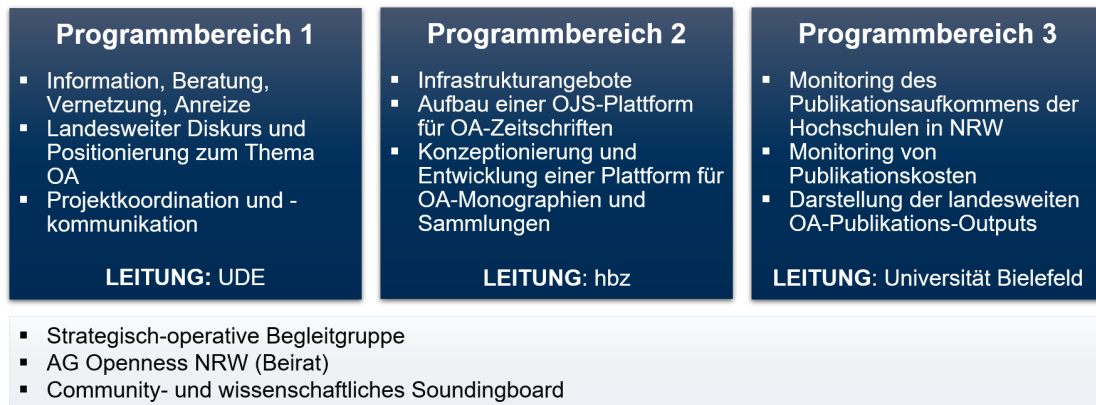 Programmbereich 1
▪ Information, Beratung,
Vernetzung, Anreize
▪ Landesweiter Diskurs und
Positionierung zum Thema
OA
▪ Projektkoordination und -
kommunikation
LEITUNG: UDE
Programmbereich 2
▪ Infrastrukturangebote
▪ Aufbau einer OJS-Plattform
für OA-Zeitschriften
▪ Konzeptionierung und
Entwicklung einer Plattform für
OA-Monographien und
Sammlungen
LEITUNG: hbz
Programmbereich 3
▪ Monitoring des
Publikationsaufkommens der
Hochschulen in NRW
▪ Monitoring von
Publikationskosten
▪ Darstellung der landesweiten
OA-Publikations-Outputs
LEITUNG: Universität Bielefeld
▪ Strategisch-operative Begleitgruppe
▪ AG Openness NRW (Beirat)
▪ Community- und wissenschaftliches Soundingboard